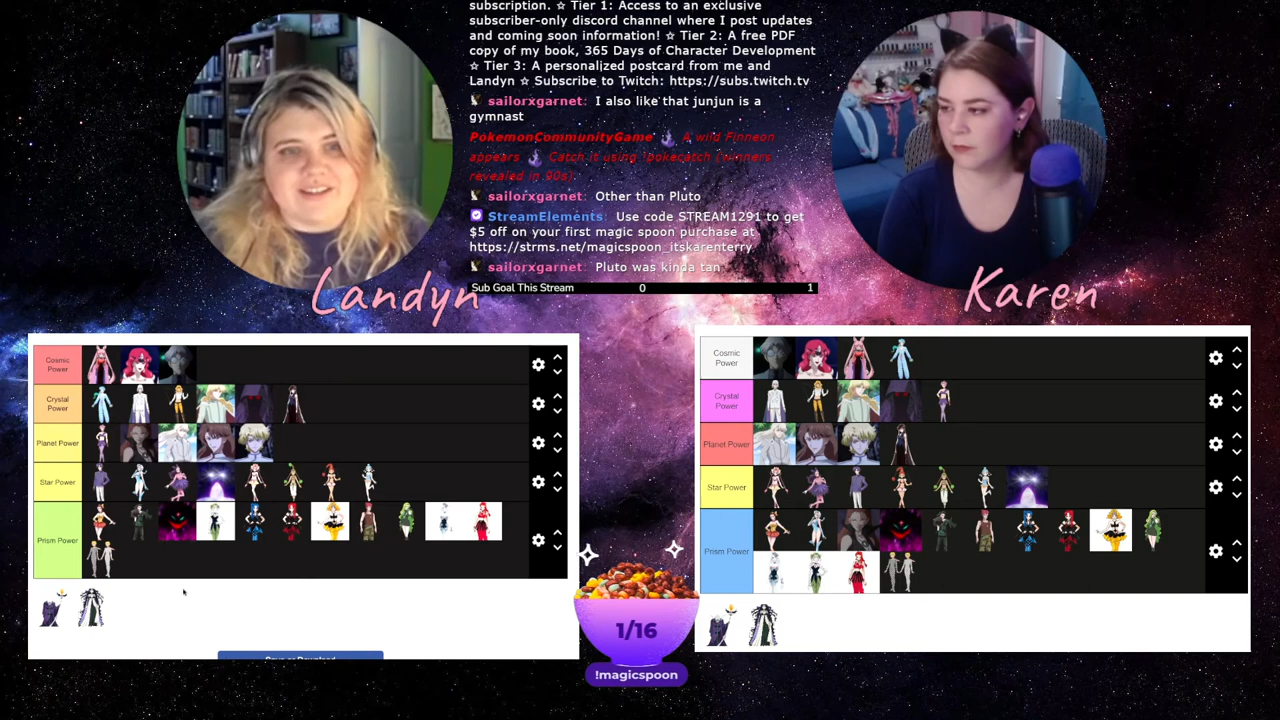 subscription. ☆ Tier 1: Access to an exclusive
subscriber-only discord channel where I post updates
and coming soon information! ☆ Tier 2: A free PDF
copy of my book, 365 Days of Character Development
☆ Tier 3: A personalized postcard from me and
Landyn ☆ Subscribe to Twitch: https://subs.twitch.tv
sailorxgarnet: I also like that junjun is a
gymnast
PokemonCommunityGame A wild Finneon
appears Catch it using !pokecatch (winners
revealed in 90s)
sailorxgarnet: Other than Pluto
StreamElements: Use code STREAM1291 to get
$5 off on your first magic spoon purchase at
https://strms.net/magicspoon_itskarenterry
sailorxgarnet: Pluto was kinda tan
Sub Goal This Stream 0 1
Landyn
Karen
Cosmic
Power
Crystal
Power
Planet Power
Star Power
Prism Power
Cosmic
Power
Crystal
Power
Planet Power
Star Power
Prism Power
1/16
!magicspoon